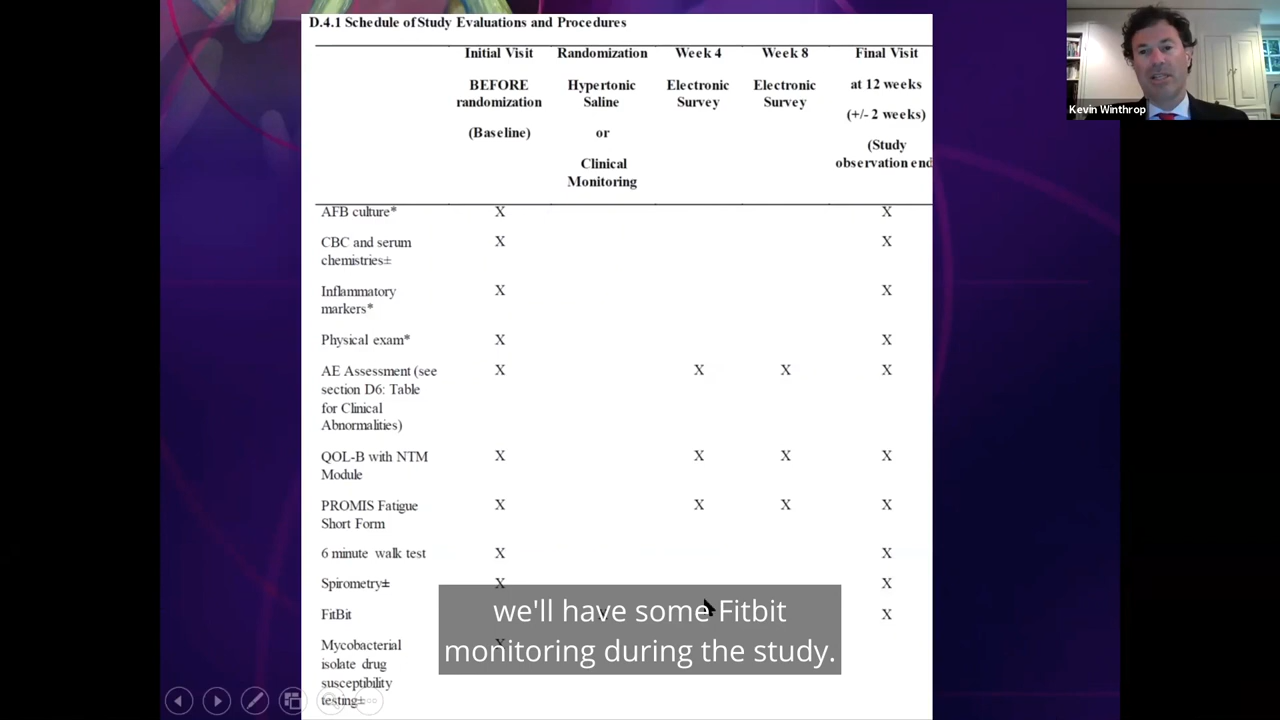 D.4.1 Schedule of Study Evaluations and Procedures
Initial Visit
BEFORE
randomization
(Baseline)
Randomization
Hypertonic
Saline
or
Clinical
Monitoring
Week 4
Electronic
Survey
Week 8
Electronic
Survey
Final Visit
at 12 weeks
(+/- 2 weeks)
(Study
observation end
AFB culture* X X
CBC and serum X X
chemistries±
Inflammatory X X
markers*
Physical exam* X X
AE Assessment (see X X X X
section D6: Table
for Clinical
Abnormalities)
QOL-B with NTM X X X X
Module
PROMIS Fatigue X X X X
Short Form
6 minute walk test X X
Spirometry± X X
FitBit X
Mycobacterial X
isolate drug
susceptibility
testing±
we'll have some Fitbit
monitoring during the study.
Kevin Winthrop